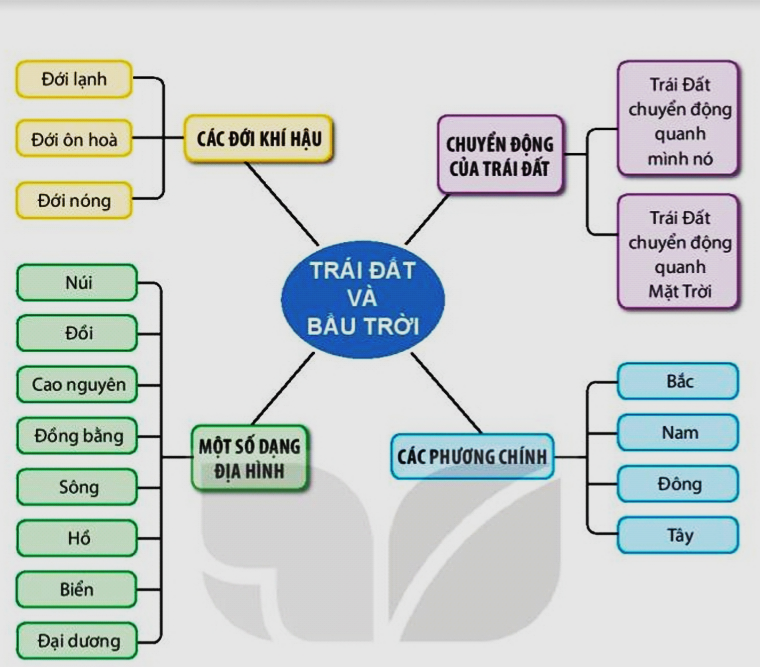 Đới lạnh
Đới ôn hoà
Đới nóng
CÁC ĐỚI KHÍ HẬU
CHUYỂN ĐỘNG
CỦA TRÁI ĐẤT
Trái Đất
chuyển động
quanh
mình nó
Trái Đất
chuyển động
quanh
Mặt Trời
TRÁI ĐẤT
VÀ
BẦU TRỜI
Núi
Đồi
Cao nguyên
Đồng bằng
Sông
Hồ
Biển
Đại dương
MỘT SỐ DẠNG
ĐỊA HÌNH
CÁC PHƯƠNG CHÍNH
Bắc
Nam
Đông
Tây